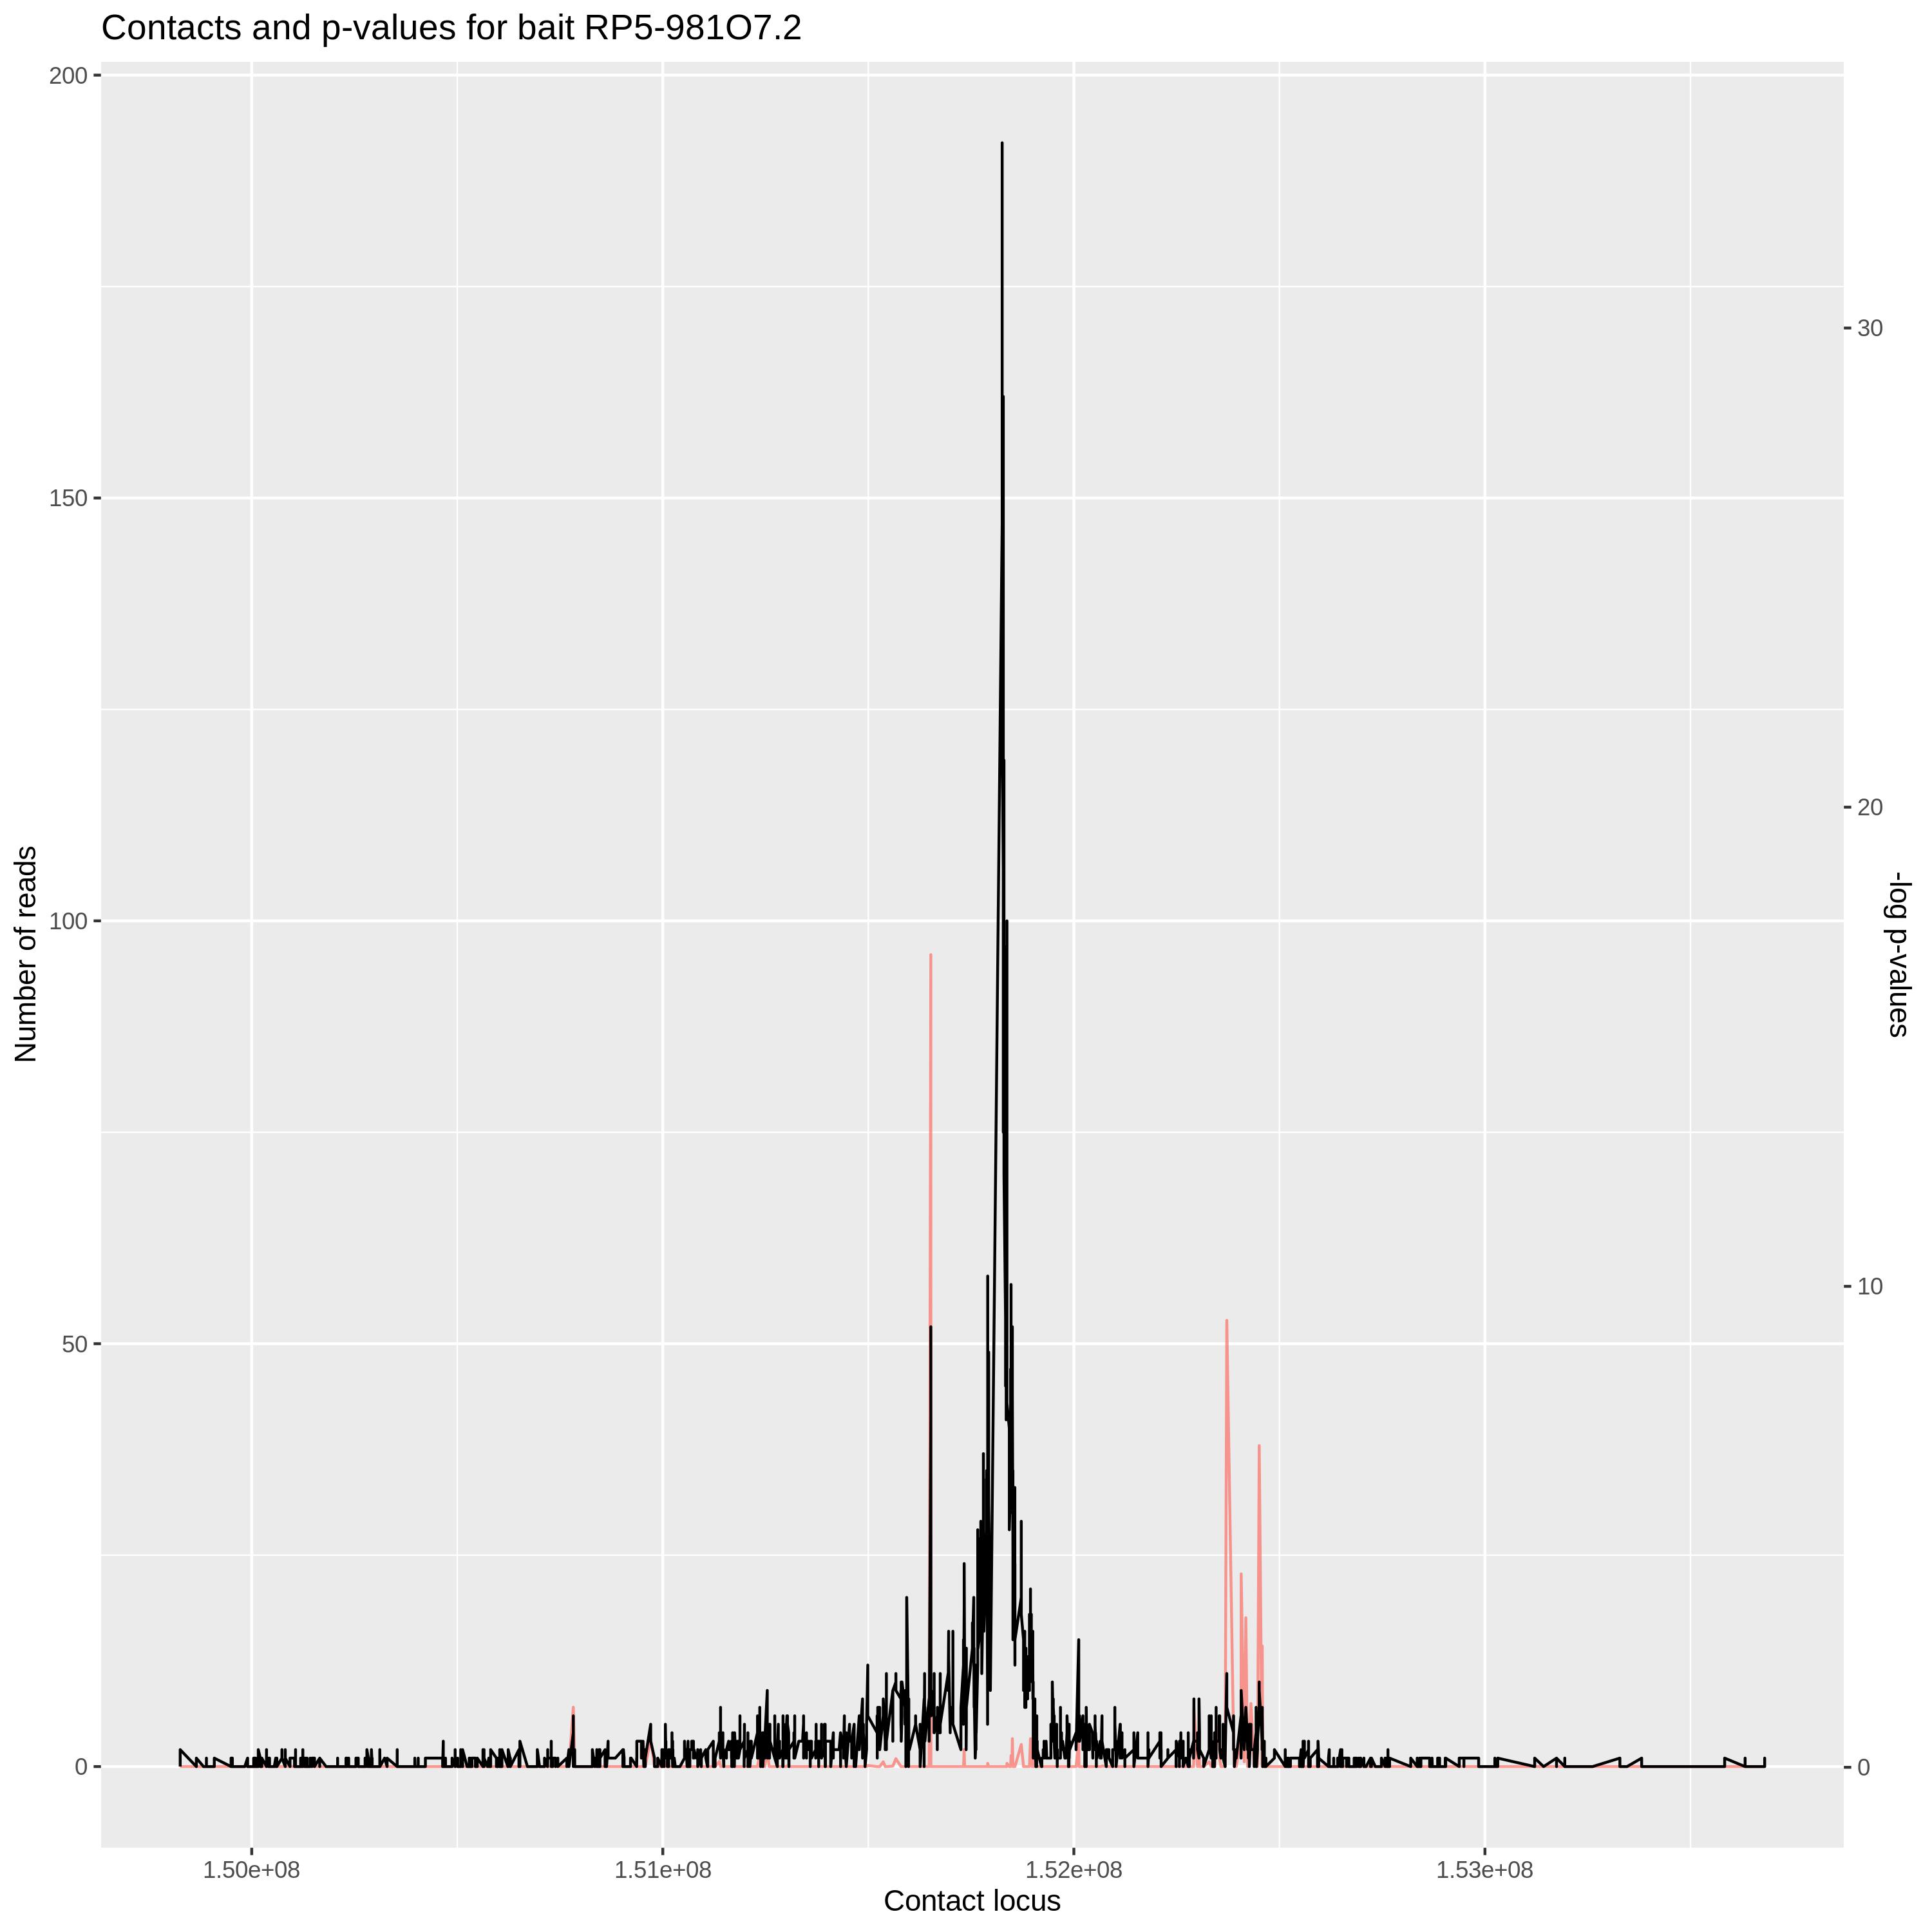 Contacts and p-values for bait RP5-981O7.2
200
150
100
50
0
Number of reads
30
20
10
0
-log p-values
1.50e+08
1.51e+08
1.52e+08
1.53e+08
Contact locus